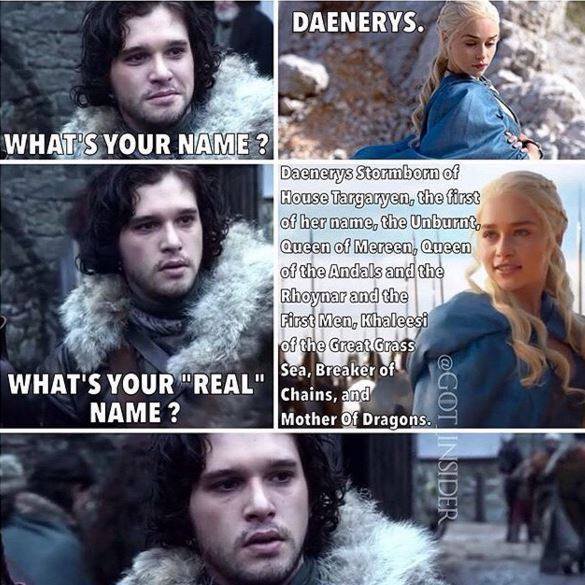 WHAT'S YOUR NAME ?
DAENERYS.
WHAT'S YOUR "REAL"
NAME ?
Daenerys Stormborn of
House Targaryen, the first
of her name, the Unburnt,
Queen of Mereen, Queen
of the Andals and the
Rhoynar and the
First Men, Khaleesi
of the Great Grass
Sea, Breaker of
Chains, and
Mother Of Dragons.
@GOT_INSIDER